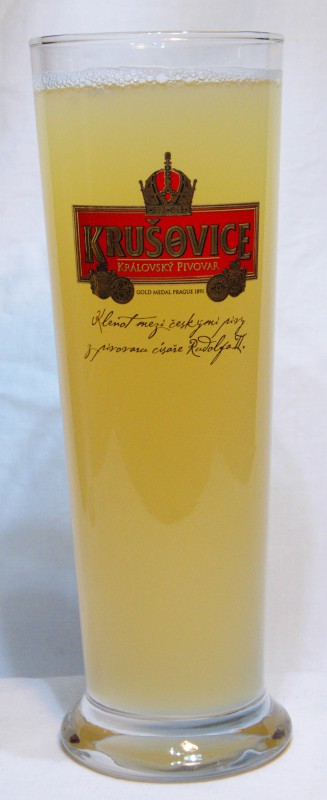 KRUŠOVICE
KRÁLOVSKÝ PIVOVAR
GOLD MEDAL PRAGUE 1891
Klenot mezi českými pivy
z pivovaru císaře Rudolfa II.